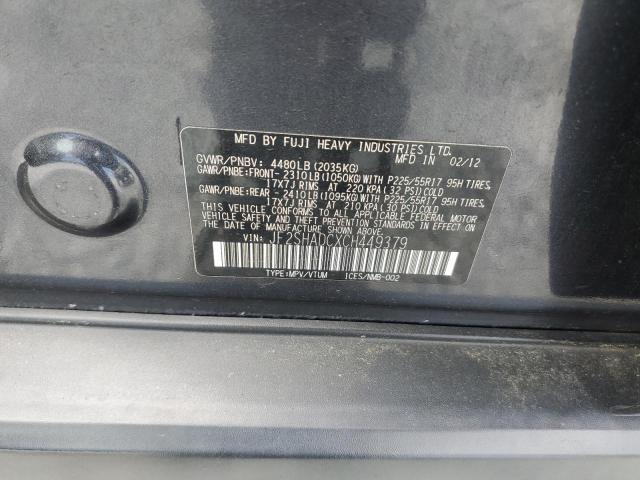 MFD BY FUJI HEAVY INDUSTRIES LTD.
MFD IN 02/12
GVWR/PNBV: 4480LB(2035KG)
GAWR/PNBE:FRONT-2310LB(1050KG)WITH P225/55R17 95H TIRES,
17X7J RIMS AT 220 KPA(32 PSI)COLD
GAWR/PNBE:REAR -2410LB(1095KG)WITH P225/55R17 95H TIRES,
17X7J RIMS AT 210 KPA(30 PSI)COLD
THIS VEHICLE CONFORMS TO ALL APPLICABLE FEDERAL MOTOR
VEHICLE SAFETY AND THEFT PREVENTION STANDARDS IN EFFECT
ON THE DATE OF MANUFACTURE SHOWN ABOVE.
VIN: JF2SHADCXCH449379
TYPE:MPV/VTUM ICES/NMB-002